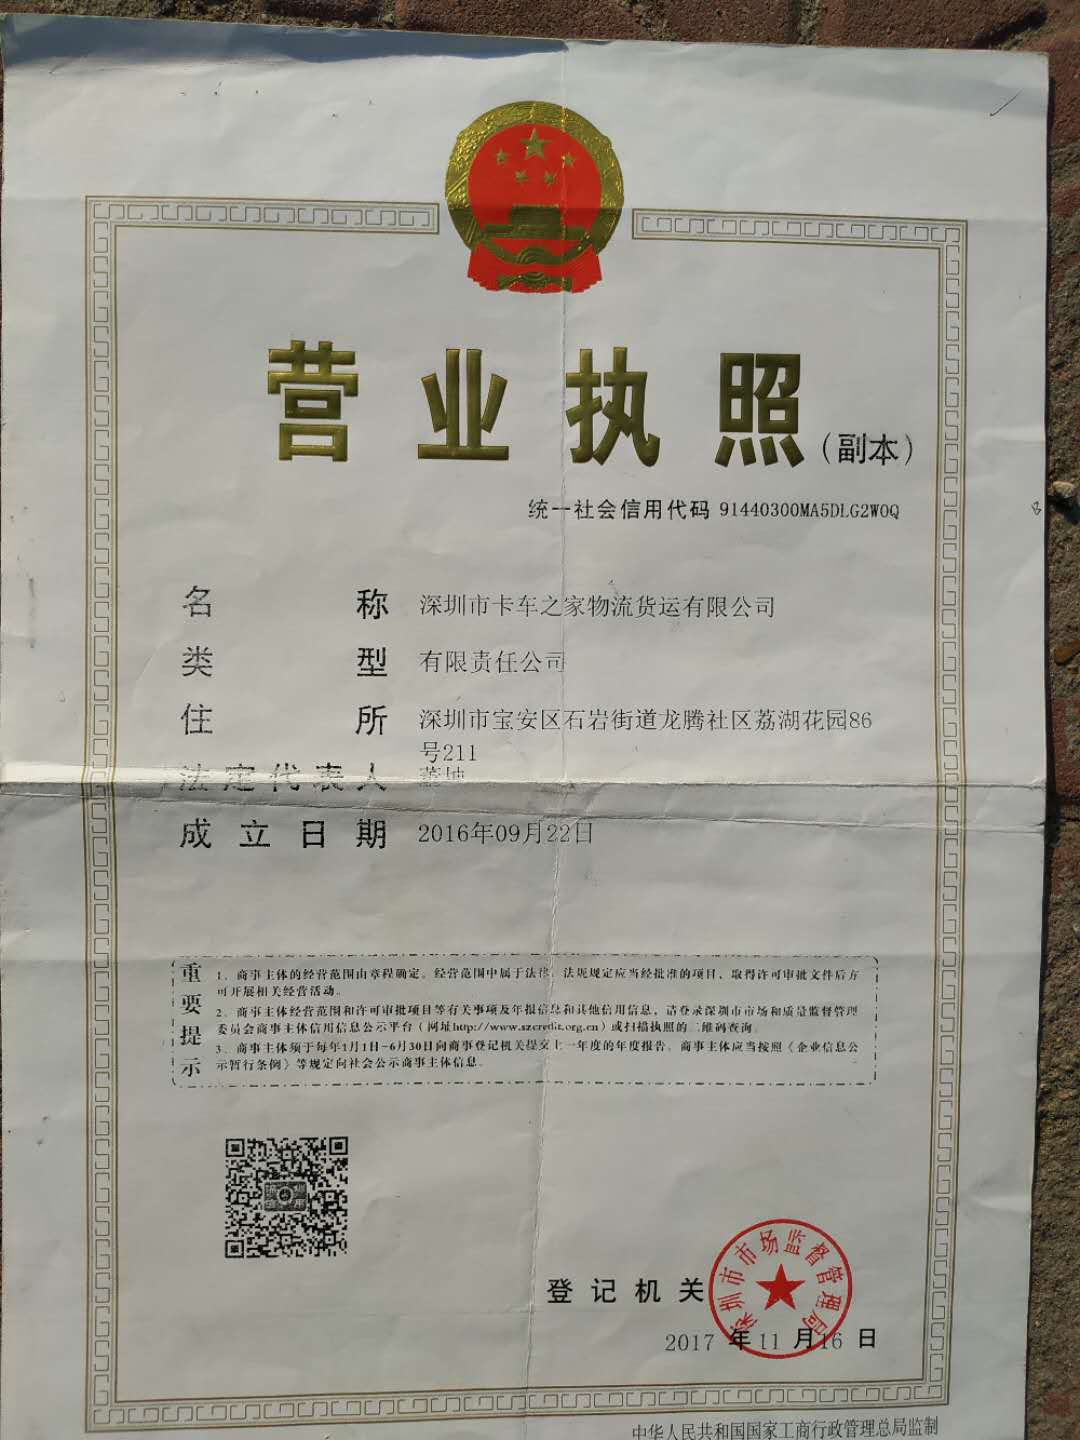 营业执照(副本)
统一社会信用代码 91440300MA5DLG2W0Q
名称 深圳市卡车之家物流货运有限公司
类型 有限责任公司
住所 深圳市宝安区石岩街道龙腾社区荔湖花园86
号211
法定代表人
成立日期 2016年09月22日
重要提示
1、商事主体的经营范围由章程确定。经营范围中属于法律、法规规定应当经批准的项目，取得许可审批文件后方
可开展相关经营活动。
2、商事主体经营范围和许可审批项目等有关事项及年报信息和其他信用信息，请登录深圳市市场和质量监督管理
委员会商事主体信用信息公示平台（网址http://www.szcredit.org.cn）或扫描执照的二维码查询。
3、商事主体须于每年1月1日-6月30日向商事登记机关提交上一年度的年度报告。商事主体应当按照《企业信息公
示暂行条例》等规定向社会公示商事主体信息。
登记机关
深圳市市场监督管理局
2017 年 11 月 16 日
中华人民共和国国家工商行政管理总局监制